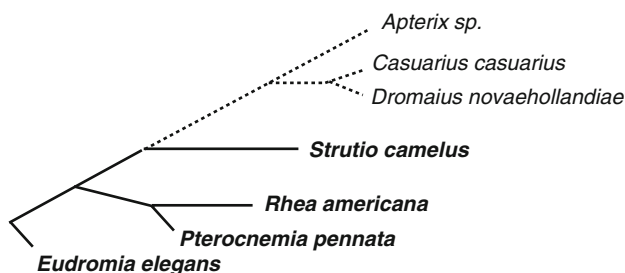 Apterix sp.
Casuarius casuarius
Dromaius novaehollandiae
Strutio camelus
Rhea americana
Pterocnemia pennata
Eudromia elegans